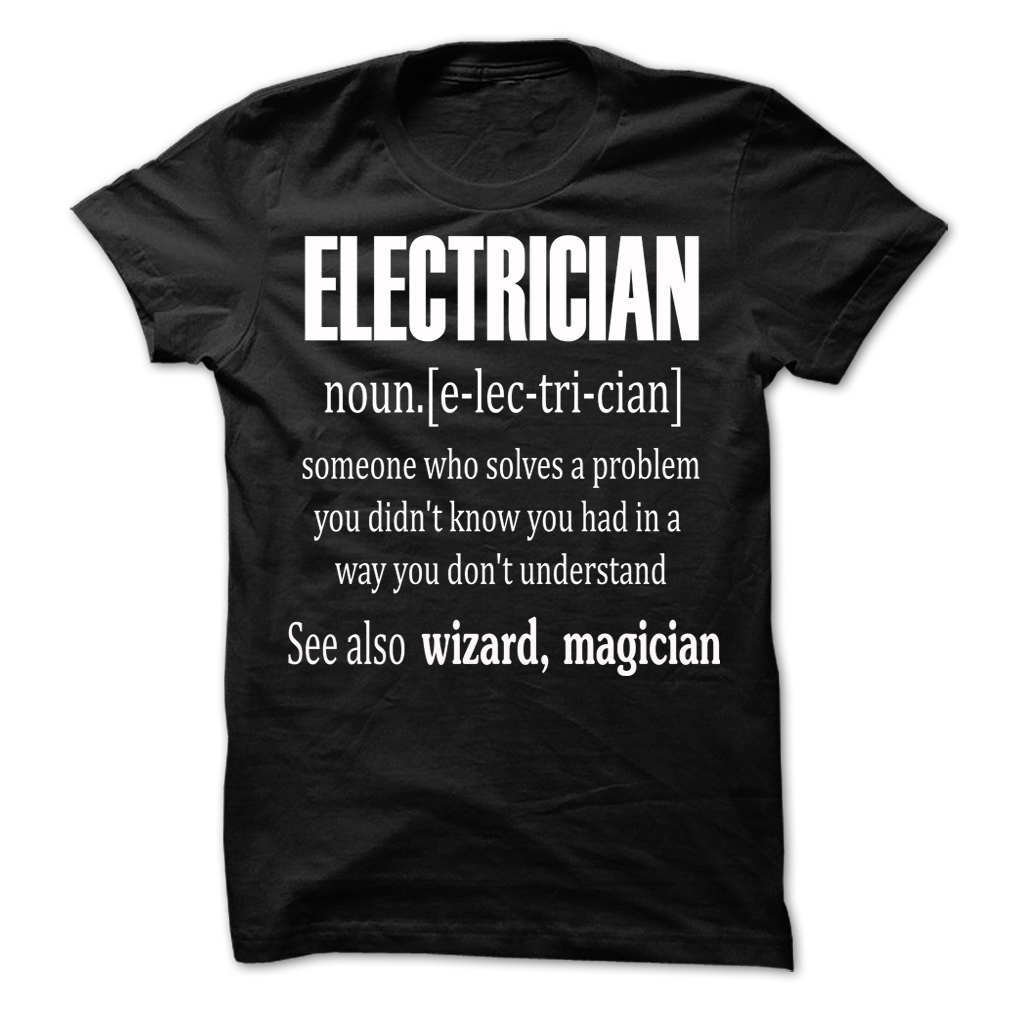 ELECTRICIAN
noun.[e-lec-tri-cian]
someone who solves a problem
you didn't know you had in a
way you don't understand
See also wizard, magician